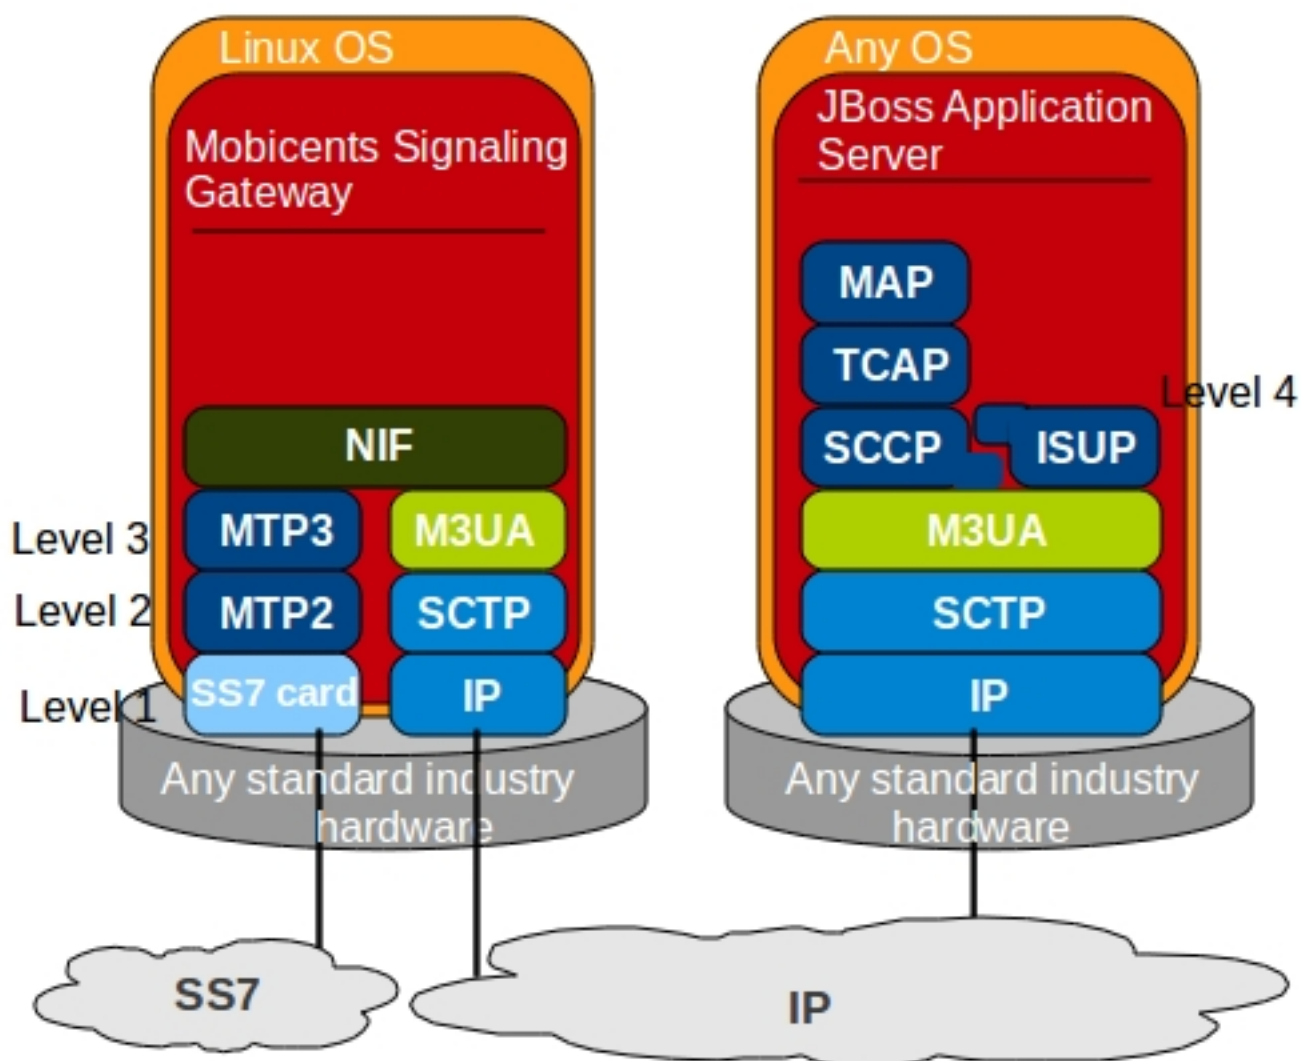 Linux OS
Mobicents Signaling
Gateway
NIF
Level 3
MTP3
M3UA
Level 2
MTP2
SCTP
Level 1
SS7 card
IP
Any standard industry
hardware
Any OS
JBoss Application
Server
MAP
TCAP
Level 4
SCCP
ISUP
M3UA
SCTP
IP
Any standard industry
hardware
SS7
IP